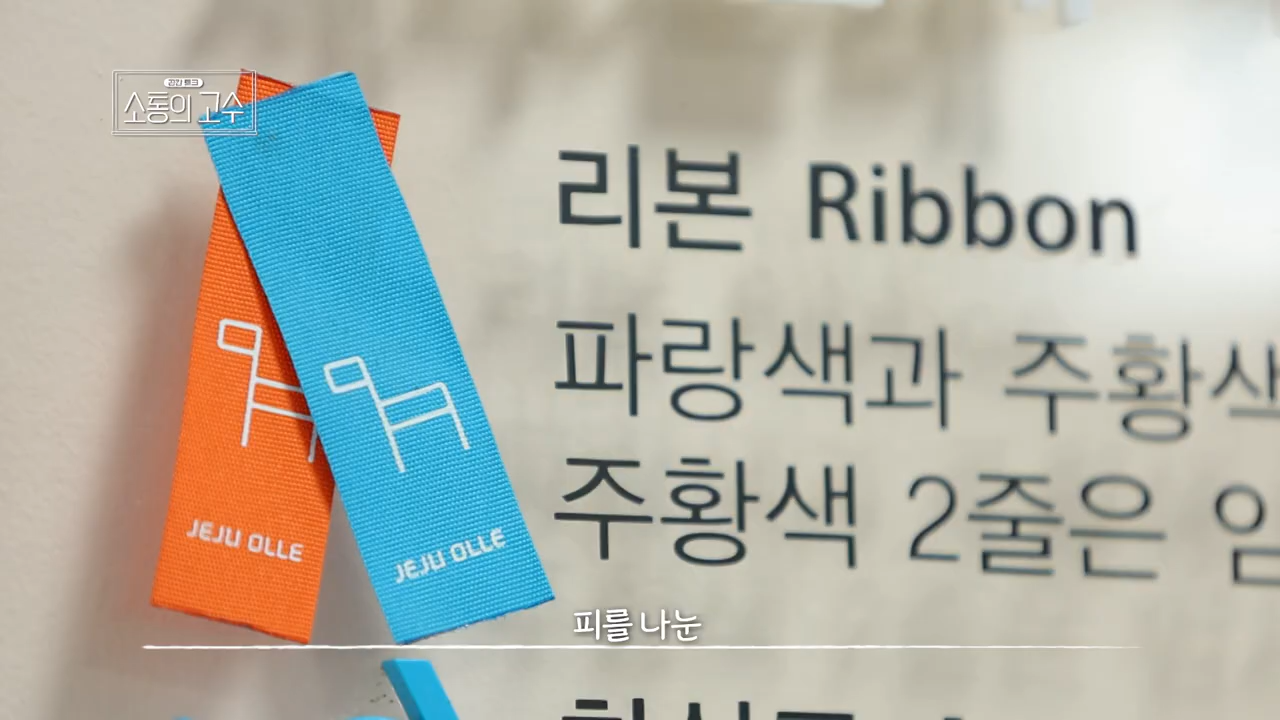 소통의 고수
리본 Ribbon
파랑색과 주황색
주황색 2줄은
JEJU OLLE
JEJU OLLE
피를 나눈